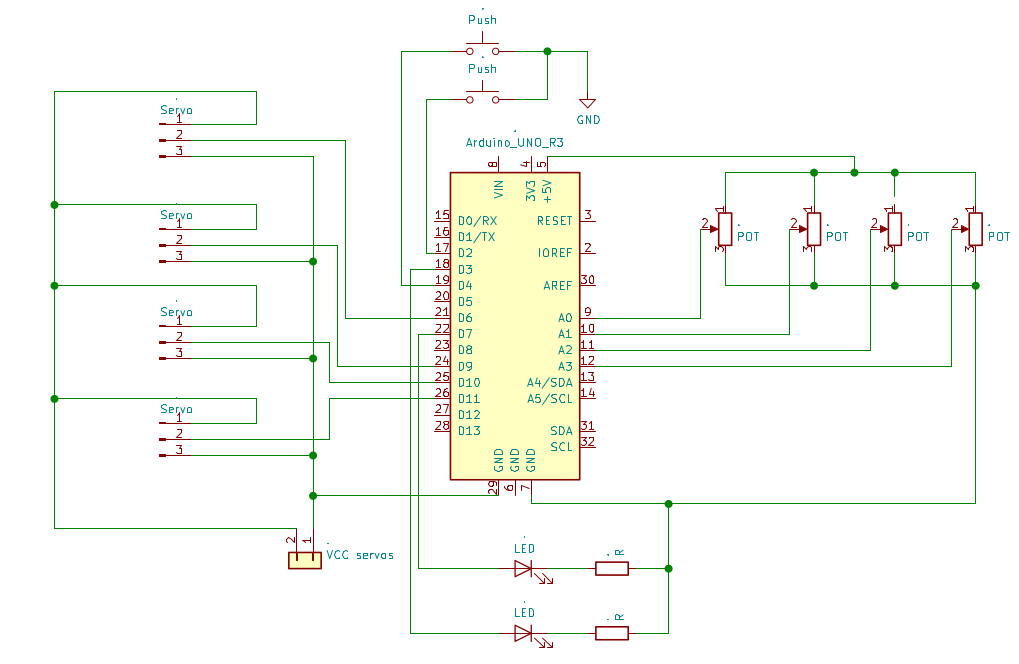 Push
Push
GND
Arduino_UNO_R3
Servo
1
2
3
Servo
1
2
3
Servo
1
2
3
Servo
1
2
3
8 4 5
VIN 3V3 +5V
15 D0/RX RESET 3
16 D1/TX
17 D2 IOREF 2
18 D3
19 D4 AREF 30
20 D5
21 D6 A0 9
22 D7 A1 10
23 D8 A2 11
24 D9 A3 12
25 D10 A4/SDA 13
26 D11 A5/SCL 14
27 D12
28 D13 SDA 31
SCL 32
GND GND GND
29 6 7
1 2 3 POT
1 2 3 POT
1 2 3 POT
1 2 3 POT
2 1 VCC servos
LED R
LED R